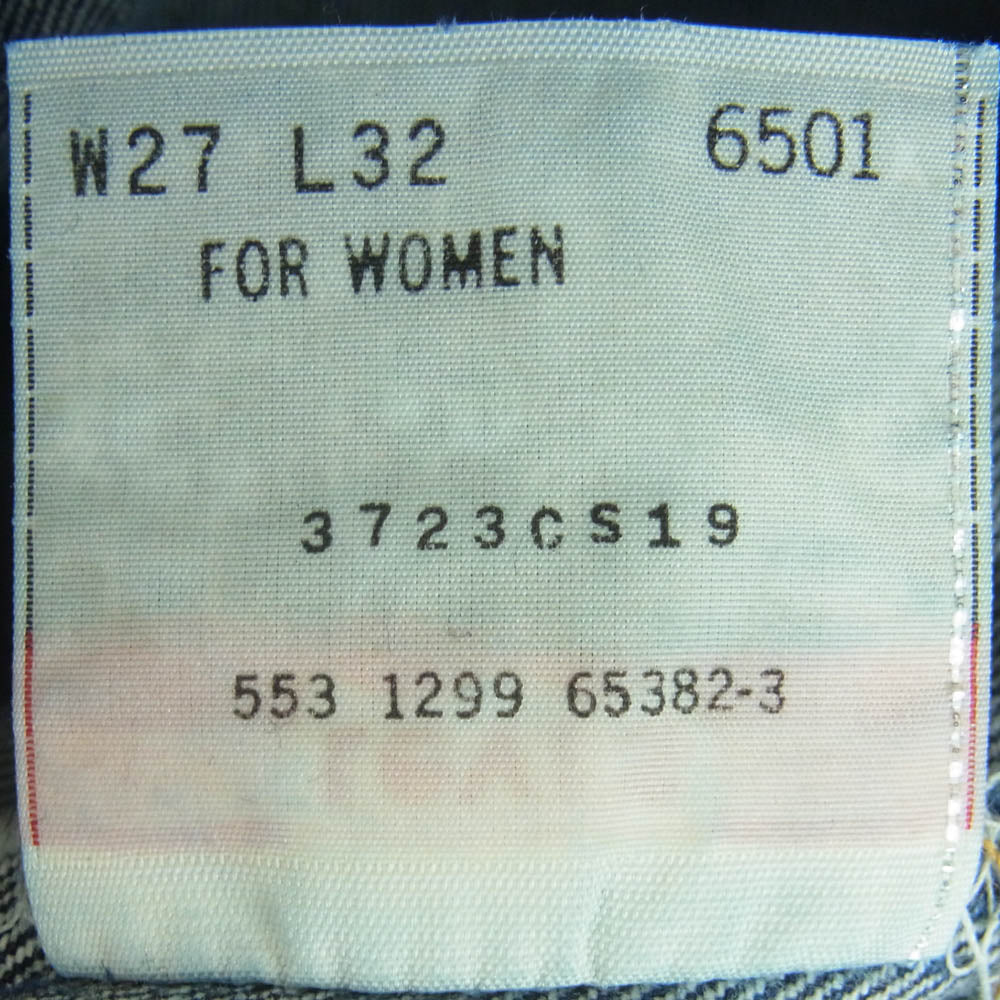 W27 L32 6501
FOR WOMEN
3723CS19
553 1299 65382-3